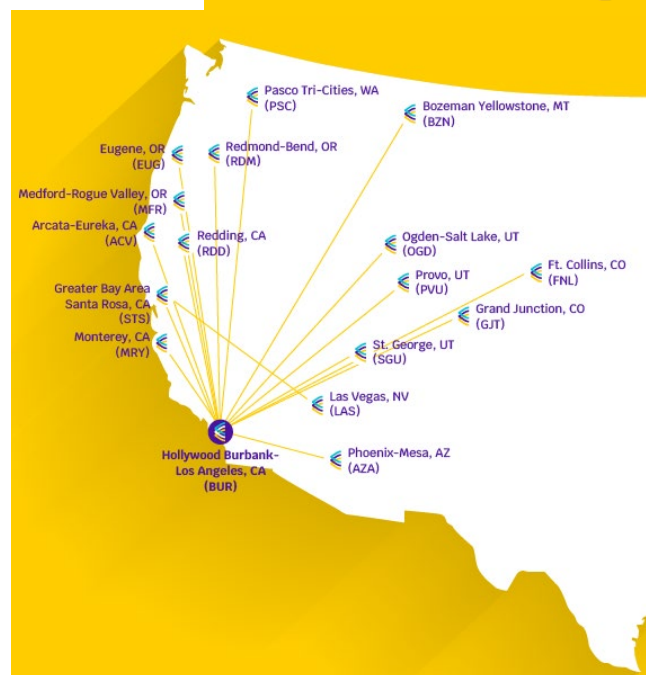 Pasco Tri-Cities, WA
(PSC)
Bozeman Yellowstone, MT
(BZN)
Eugene, OR
(EUG)
Redmond-Bend, OR
(RDM)
Medford-Rogue Valley, OR
(MFR)
Arcata-Eureka, CA
(ACV)
Redding, CA
(RDD)
Ogden-Salt Lake, UT
(OGD)
Ft. Collins, CO
(FNL)
Provo, UT
(PVU)
Greater Bay Area
Santa Rosa, CA
(STS)
Grand Junction, CO
(GJT)
Monterey, CA
(MRY)
St. George, UT
(SGU)
Las Vegas, NV
(LAS)
Hollywood Burbank-
Los Angeles, CA
(BUR)
Phoenix-Mesa, AZ
(AZA)